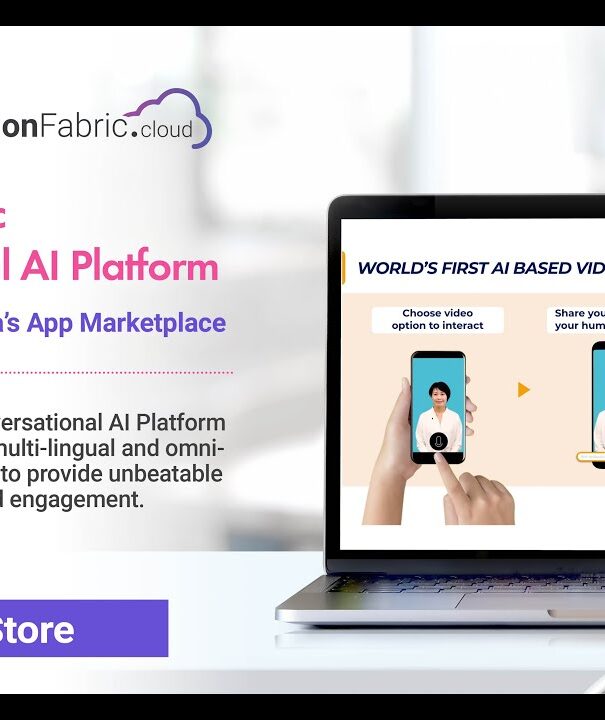 onFabric.cloud
c
l AI Platform
a's App Marketplace
versational AI Platform
multi-lingual and omni-
to provide unbeatable
d engagement.
Store
WORLD'S FIRST AI BASED VID
Choose video
option to interact
Share you
your hum